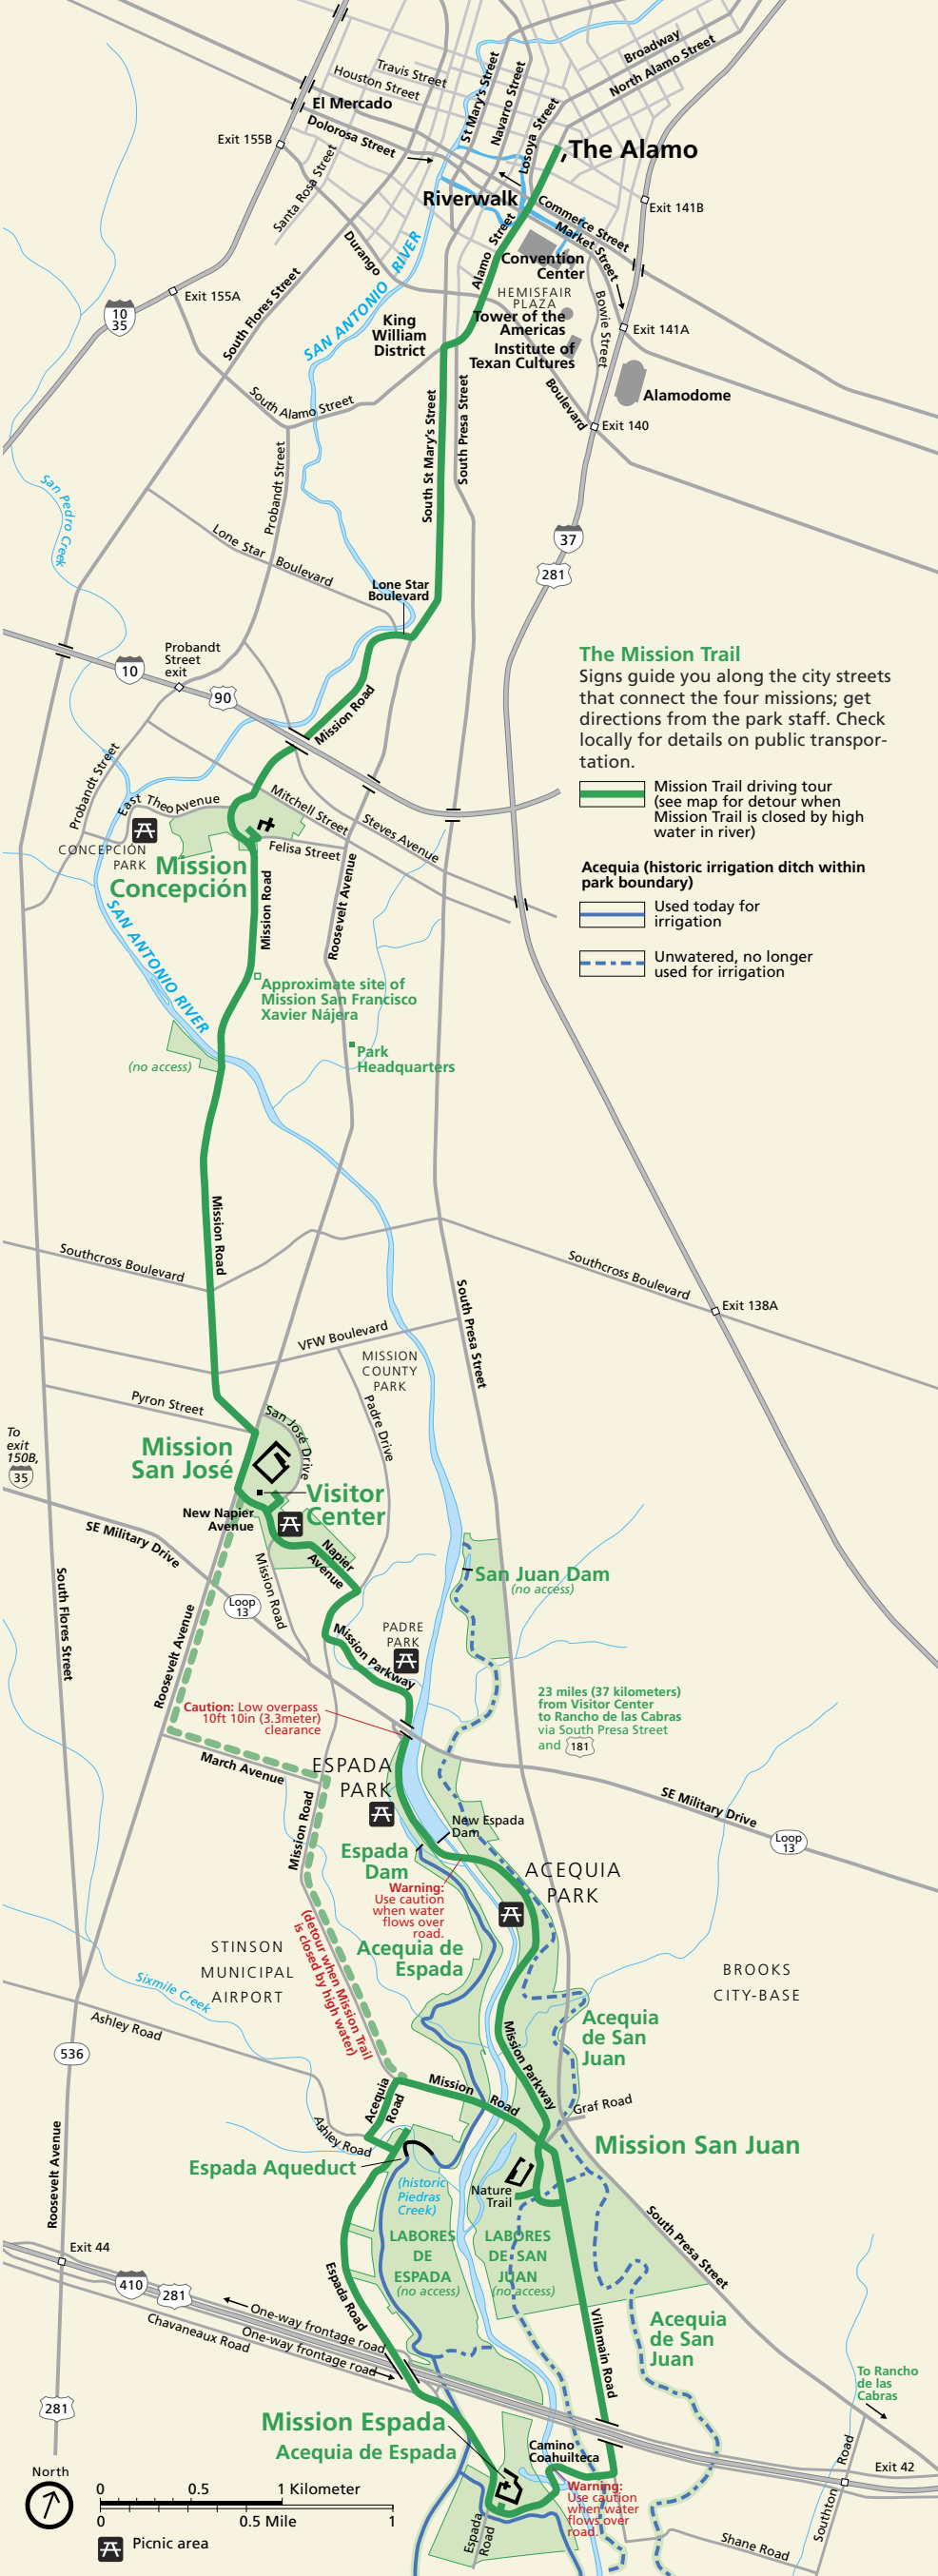 Broadway
North Alamo Street
Travis Street
Houston Street
St Mary's Street
Navarro Street
Losoya Street
El Mercado
Dolorosa Street
Exit 155B
Santa Rosa Street
The Alamo
Riverwalk
Commerce Street
Market Street
Exit 141B
Durango
SAN ANTONIO RIVER
Alamo Street
Convention
Center
HEMISFAIR
PLAZA
Tower of the
Americas
Institute of
Texan Cultures
Bowie Street
Exit 141A
Exit 155A
10
35
South Flores Street
King
William
District
Alamodome
Boulevard
Exit 140
South Alamo Street
South St Mary's Street
South Presa Street
Probandt Street
San Pedro Creek
Lone Star Boulevard
37
281
Lone Star
Boulevard
Probandt
Street
exit
10
90
Mission Road
The Mission Trail
Signs guide you along the city streets
that connect the four missions; get
directions from the park staff. Check
locally for details on public transpor-
tation.
Mission Trail driving tour
(see map for detour when
Mission Trail is closed by high
water in river)
Acequia (historic irrigation ditch within
park boundary)
Used today for
irrigation
Unwatered, no longer
used for irrigation
Probandt Street
East Theo Avenue
Mitchell Street
Steves Avenue
CONCEPCIÓN
PARK
Felisa Street
Mission
Concepción
Mission Road
Roosevelt Avenue
SAN ANTONIO RIVER
Approximate site of
Mission San Francisco
Xavier Nájera
Park
Headquarters
(no access)
Mission Road
Southcross Boulevard
Southcross Boulevard
Exit 138A
South Presa Street
VFW Boulevard
MISSION
COUNTY
PARK
Pyron Street
San José Drive
Padre Drive
To
exit
150B,
35
Mission
San José
Visitor
Center
New Napier
Avenue
SE Military Drive
Napier
Avenue
Mission Road
San Juan Dam
(no access)
South Flores Street
Loop
13
Roosevelt Avenue
PADRE
PARK
Mission Parkway
Caution: Low overpass
10ft 10in (3.3meter)
clearance
23 miles (37 kilometers)
from Visitor Center
to Rancho de las Cabras
via South Presa Street
and 181
March Avenue
ESPADA
PARK
SE Military Drive
Loop
13
Mission Road
New Espada
Dam
Espada
Dam
Warning:
Use caution
when water
flows over
road.
ACEQUIA
PARK
(detour when Mission Trail
is closed by high water)
Acequia de
Espada
STINSON
MUNICIPAL
AIRPORT
BROOKS
CITY-BASE
Sixmile Creek
Ashley Road
Acequia
de San
Juan
536
Mission Parkway
Mission Road
Acequia
Road
Graf Road
Ashley Road
Mission San Juan
Espada Aqueduct
(historic
Piedras
Creek)
Nature
Trail
Roosevelt Avenue
South Presa Street
LABORES
DE
ESPADA
(no access)
LABORES
DE SAN
JUAN
(no access)
Exit 44
410
281
Espada Road
One-way frontage road
One-way frontage road
Chavaneaux Road
Villamain Road
Acequia
de San
Juan
To Rancho
de las
Cabras
281
Mission Espada
Acequia de Espada
Camino
Coahuilteca
Exit 42
Warning:
Use caution
when water
flows over
road.
Southton Road
Shane Road
Espada
Road
North
0 0.5 1 Kilometer
0 0.5 Mile 1
Picnic area